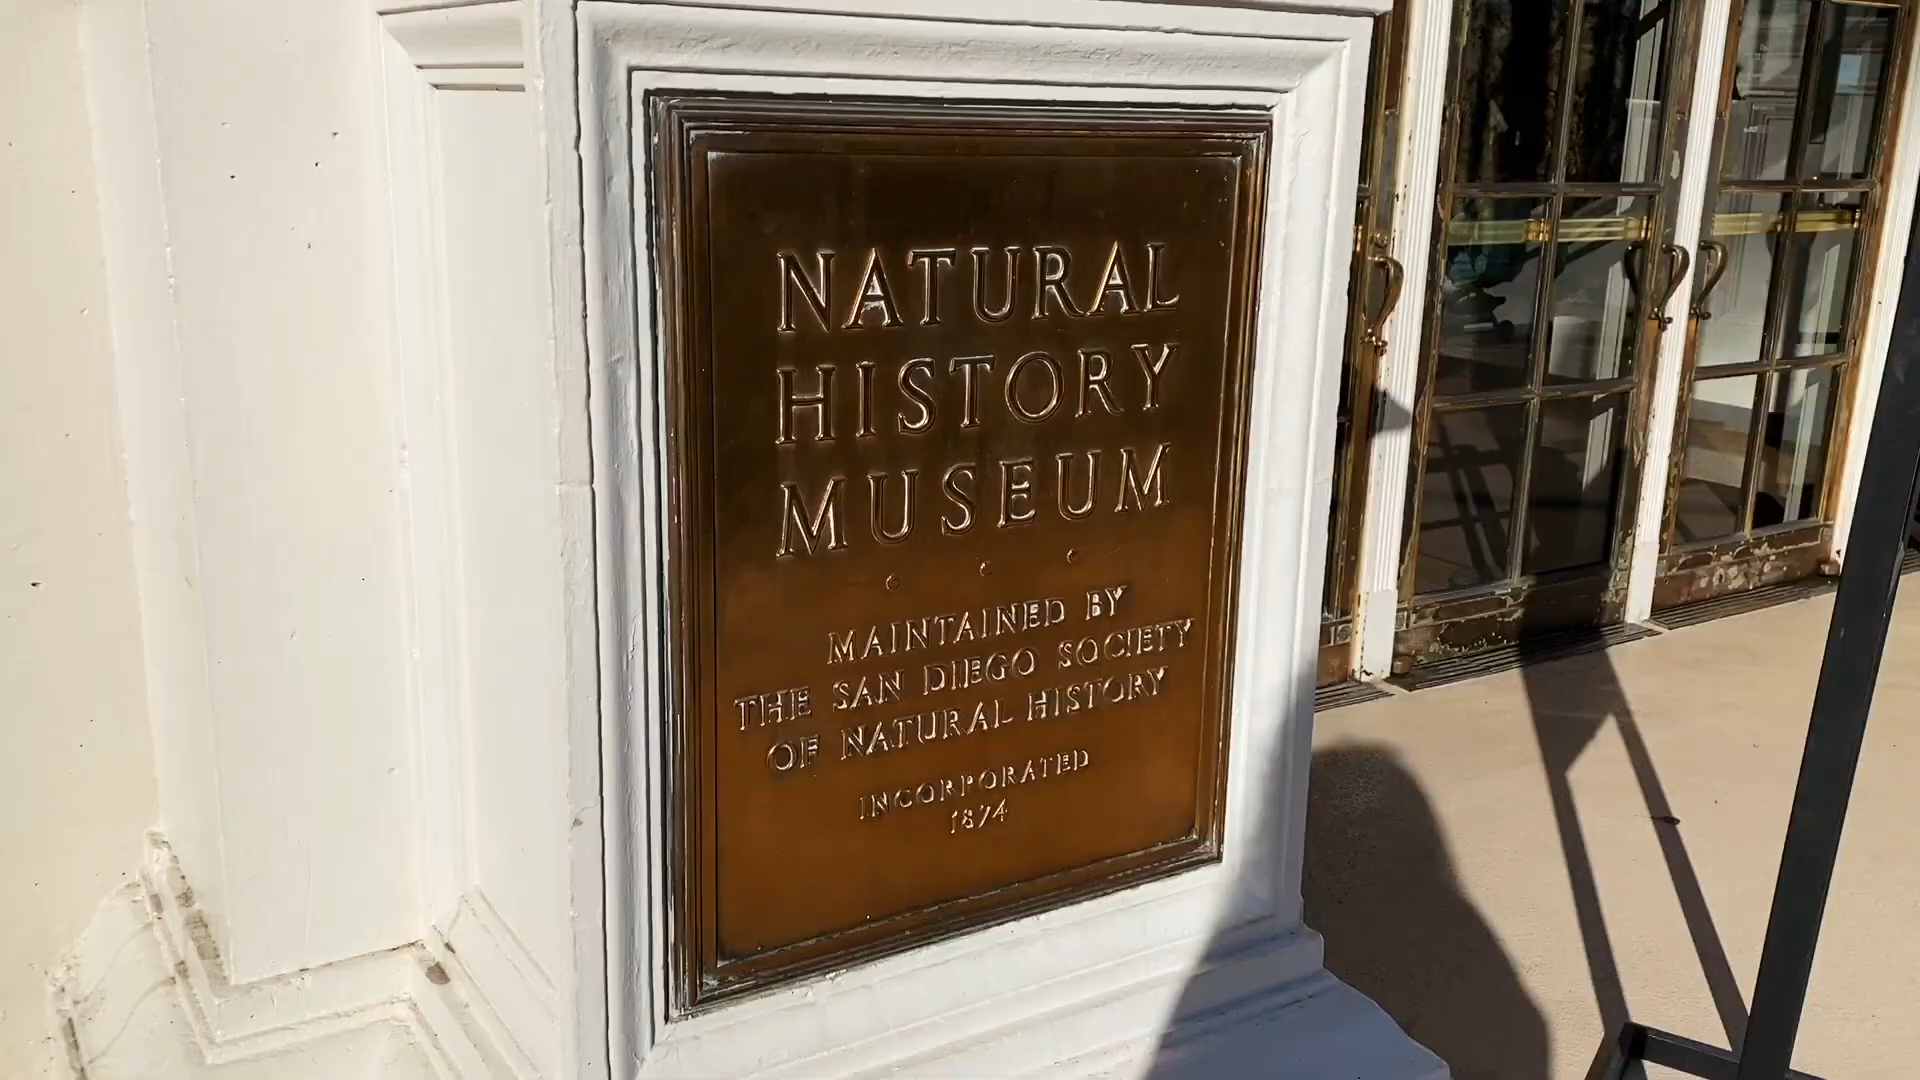 NATURAL
HISTORY
MUSEUM
MAINTAINED BY
THE SAN DIEGO SOCIETY
OF NATURAL HISTORY
INCORPORATED
1874